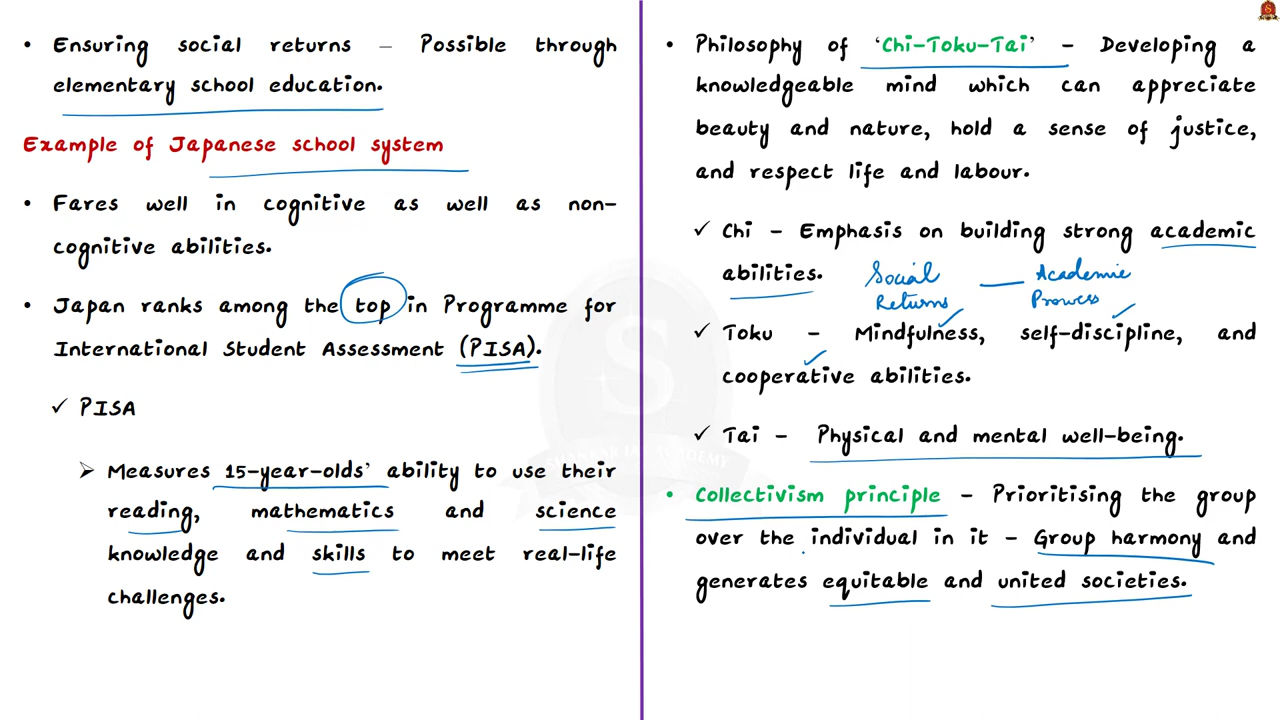 • Ensuring social returns – Possible through
elementary school education.
Example of Japanese school system
• Fares well in cognitive as well as non-
cognitive abilities.
• Japan ranks among the top in Programme for
International Student Assessment (PISA).
✓ PISA
➢ Measures 15-year-olds’ ability to use their
reading, mathematics and science
knowledge and skills to meet real-life
challenges.
• Philosophy of ‘Chi-Toku-Tai’ - Developing a
knowledgeable mind which can appreciate
beauty and nature, hold a sense of justice,
and respect life and labour.
✓ Chi - Emphasis on building strong academic
abilities.
Social — Academic
Returns Prowess
✓ Toku - Mindfulness, self-discipline, and
cooperative abilities.
✓ Tai - Physical and mental well-being.
• Collectivism principle - Prioritising the group
over the individual in it - Group harmony and
generates equitable and united societies.